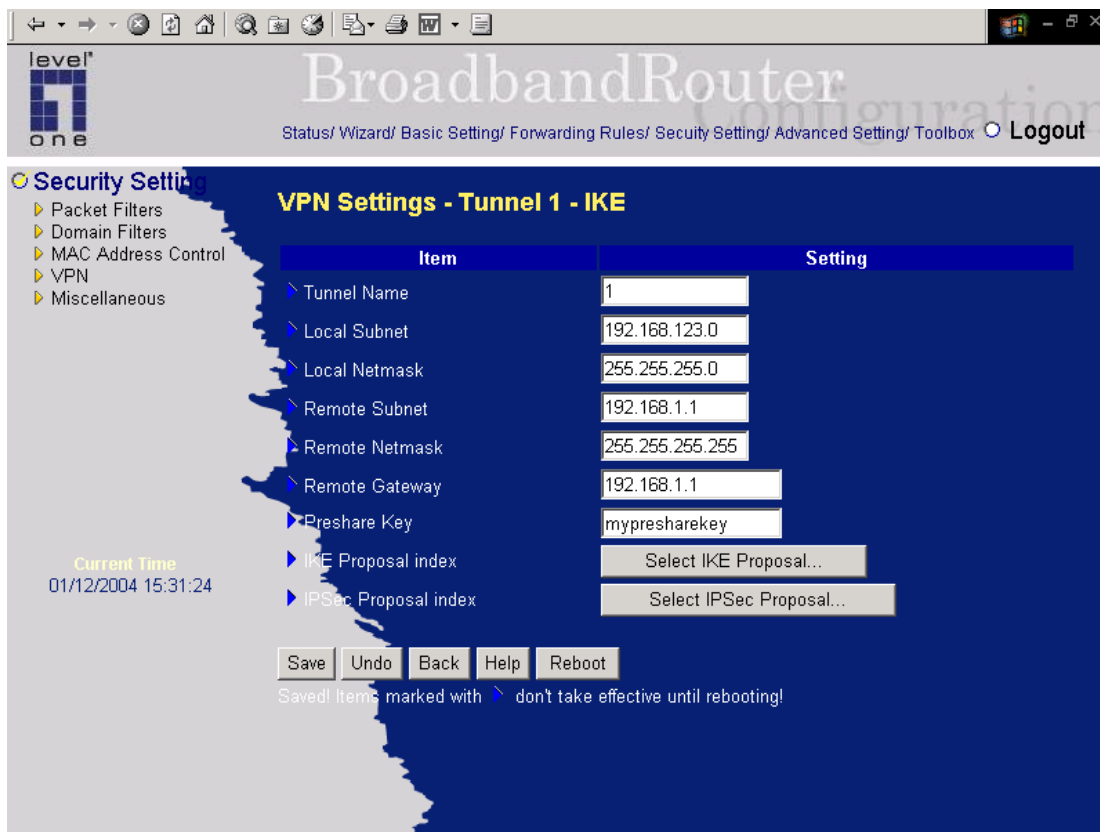 level
one
BroadbandRouter
Configuration
Status/ Wizard/ Basic Setting/ Forwarding Rules/ Secuity Setting/ Advanced Setting/ Toolbox Logout
Security Setting
Packet Filters
Domain Filters
MAC Address Control
VPN
Miscellaneous
Current Time
01/12/2004 15:31:24
VPN Settings - Tunnel 1 - IKE
Item Setting
Tunnel Name 1
Local Subnet 192.168.123.0
Local Netmask 255.255.255.0
Remote Subnet 192.168.1.1
Remote Netmask 255.255.255.255
Remote Gateway 192.168.1.1
Preshare Key mypresharekey
IKE Proposal index Select IKE Proposal...
IPSec Proposal index Select IPSec Proposal...
Save Undo Back Help Reboot
Saved! Items marked with don't take effective until rebooting!